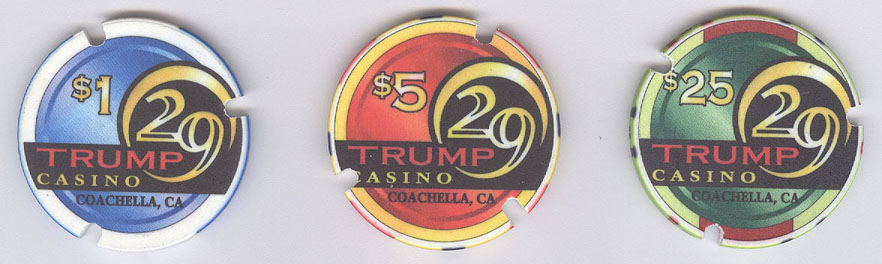 $1
29
TRUMP
CASINO
COACHELLA, CA
$5
29
TRUMP
CASINO
COACHELLA, CA
$25
29
TRUMP
CASINO
COACHELLA, CA